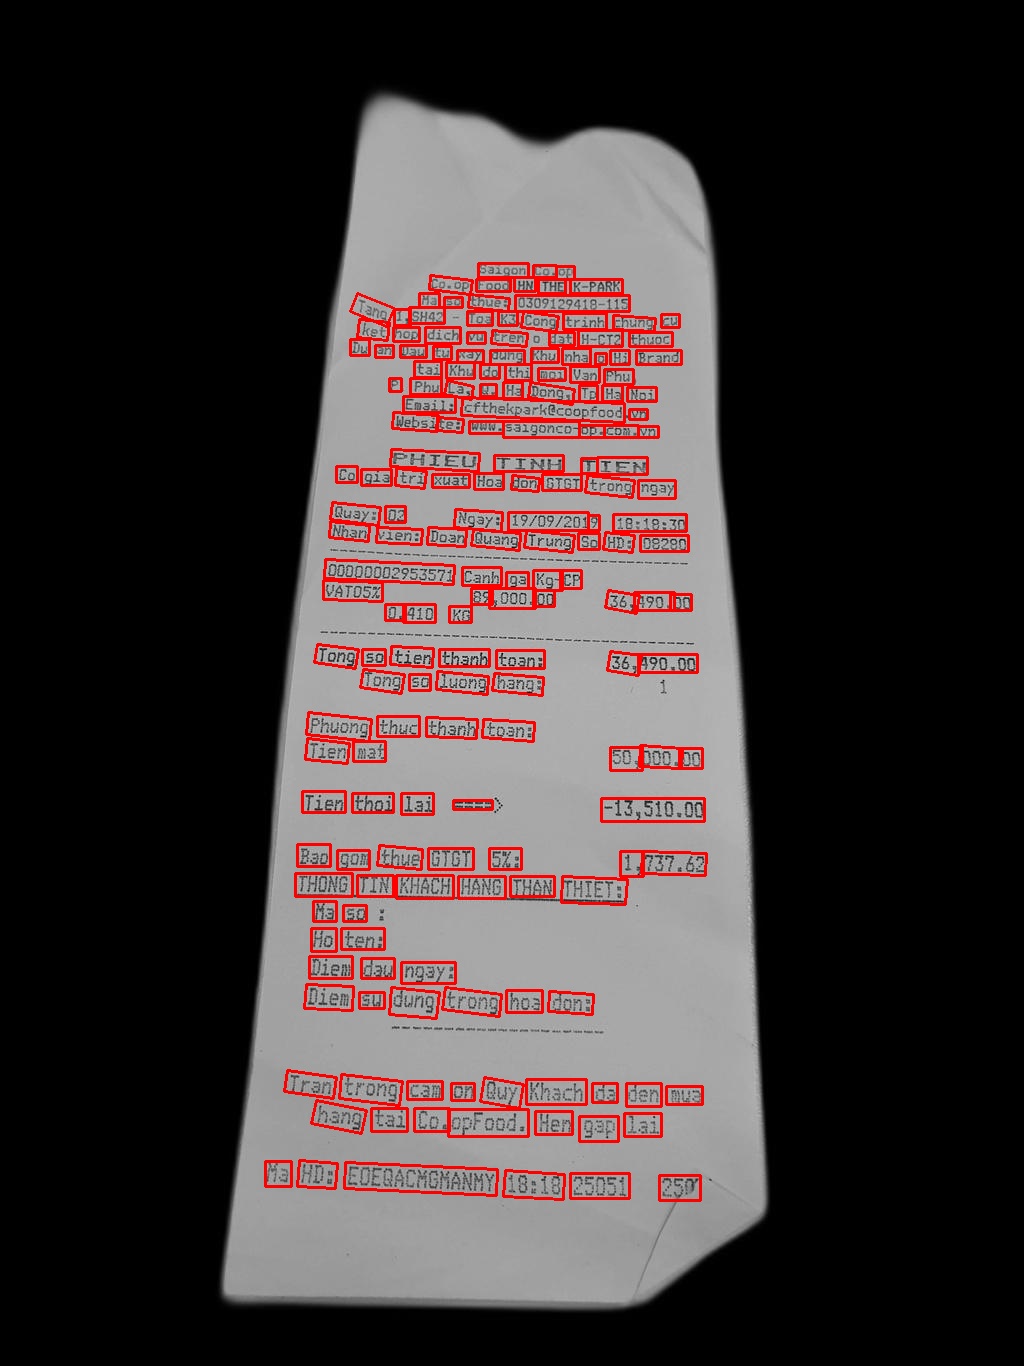 Saigon Co.op
Co.op Food HN THE K-PARK
Ma so thue: 0309129418-115
Tang 1,SH42 - Toa K3 Cong trinh chung cu
ket hop dich vu tren o dat H-CT2 thuoc
Du an Dau tu Xay dung Khu nha o Hi Brand
tai Khu do thi moi Van Phu,
P. Phu La, Q. Ha Dong, Tp Ha Noi
Email: cfthekpark@coopfood.vn
Website: www.saigonco-op.com.vn
PHIEU TINH TIEN
Co gia tri xuat Hoa don GTGT trong ngay
Quay: 02 Ngay: 19/09/2019 18:18:30
Nhan vien: Doan Quang Trung So HD: 08280
00000002953571 Canh ga Kg-CP
VAT05% 89,000.00 36,490.00
0.410 KG
Tong so tien thanh toan: 36,490.00
Tong so luong hang: 1
Phuong thuc thanh toan:
Tien mat 50,000.00
Tien thoi lai ====> -13,510.00
Bao gom thue GTGT 5%: 1,737.62
THONG TIN KHACH HANG THAN THIET:
Ma so :
Ho ten:
Diem dau ngay:
Diem su dung trong hoa don:
Tran trong cam on Quy Khach da den mua
hang tai Co.opFood. Hen gap lai
Ma HD: EOEQACMGMANMY 18:18 25051